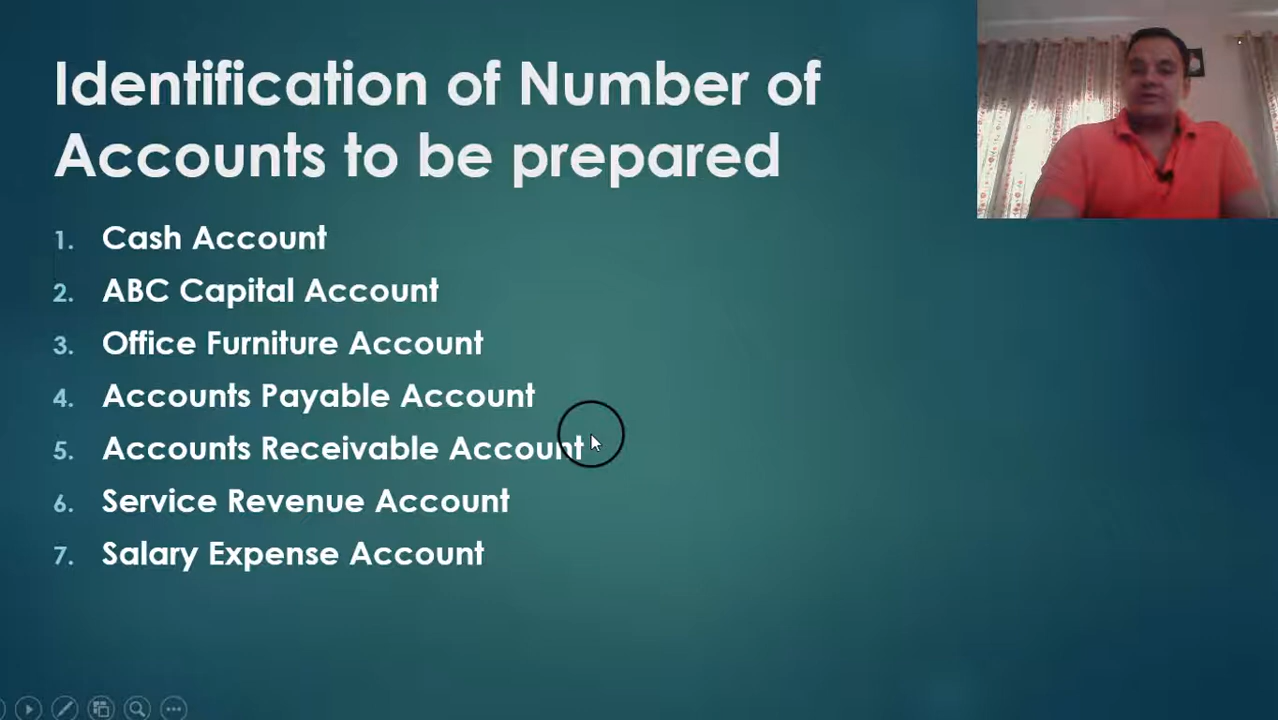 Identification of Number of
Accounts to be prepared
1. Cash Account
2. ABC Capital Account
3. Office Furniture Account
4. Accounts Payable Account
5. Accounts Receivable Account
6. Service Revenue Account
7. Salary Expense Account